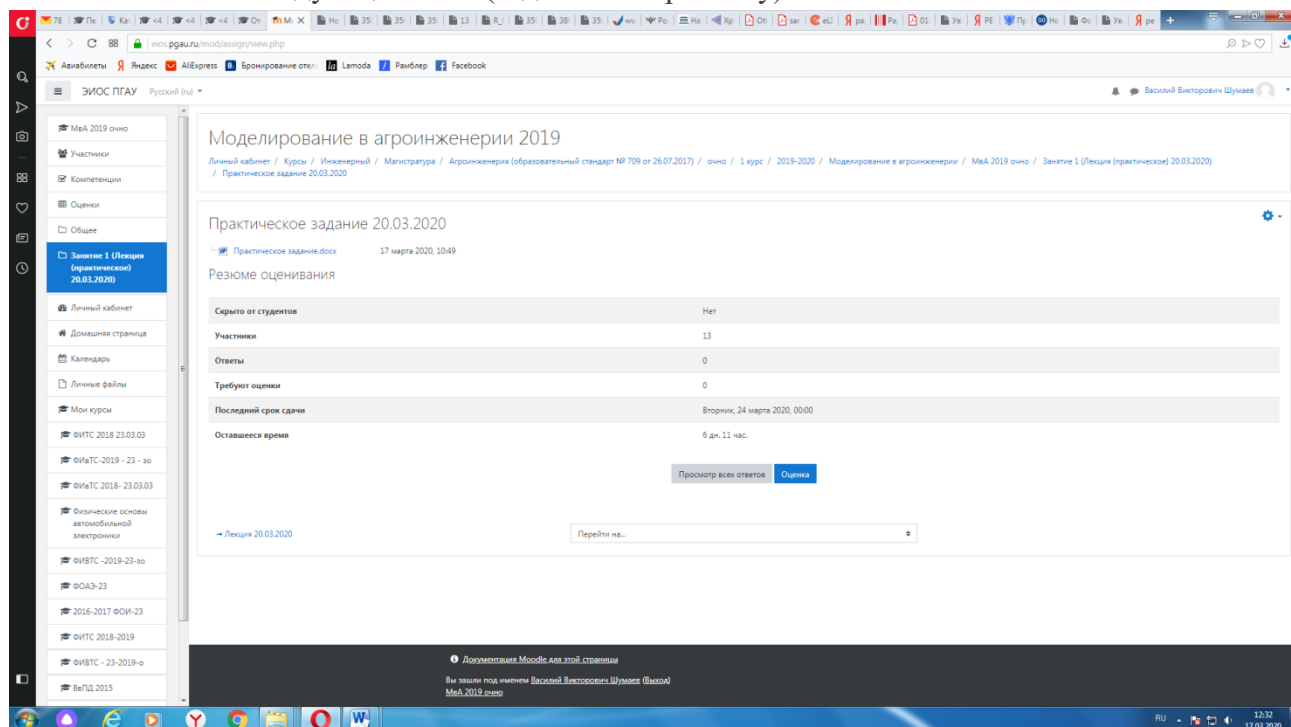 78
eios.pgau.ru/mod/assign/view.php
Авиабилеты Яндекс AliExpress Бронирование отел Lamoda Рамблер Facebook
ЭИОС ПГАУ Русский (ru)
Василий Викторович Шумаев
МвА 2019 очно
Участники
Компетенции
Оценки
Общее
Занятие 1 (Лекция
(практическое)
20.03.2020)
Личный кабинет
Домашняя страница
Календарь
Личные файлы
Мои курсы
ФИТС 2018 23.03.03
ФИвТС-2019 - 23 - зо
ФИвТС 2018- 23.03.03
Физические основы
автомобильной
электроники
ФИВТС -2019-23-зо
ФОАЭ-23
2016-2017 ФОИ-23
ФИТС 2018-2019
ФИВТС - 23-2019-о
ВвПД 2015
Моделирование в агроинженерии 2019
Личный кабинет / Курсы / Инженерный / Магистратура / Агроинженерия (образовательный стандарт № 709 от 26.07.2017) / очно / 1 курс / 2019-2020 / Моделирование в агроинженерии / МвА 2019 очно / Занятие 1 (Лекция (практическое) 20.03.2020)
/ Практическое задание 20.03.2020
Практическое задание 20.03.2020
Практическое задание.docx 17 марта 2020, 10:49
Резюме оценивания
Скрыто от студентов Нет
Участники 13
Ответы 0
Требуют оценки 0
Последний срок сдачи Вторник, 24 марта 2020, 00:00
Оставшееся время 6 дн. 11 час.
Просмотр всех ответов Оценка
→ Лекция 20.03.2020 Перейти на...
Документация Moodle для этой страницы
Вы зашли под именем Василий Викторович Шумаев (Выход)
МвА 2019 очно
RU 12:32
17.03.2020